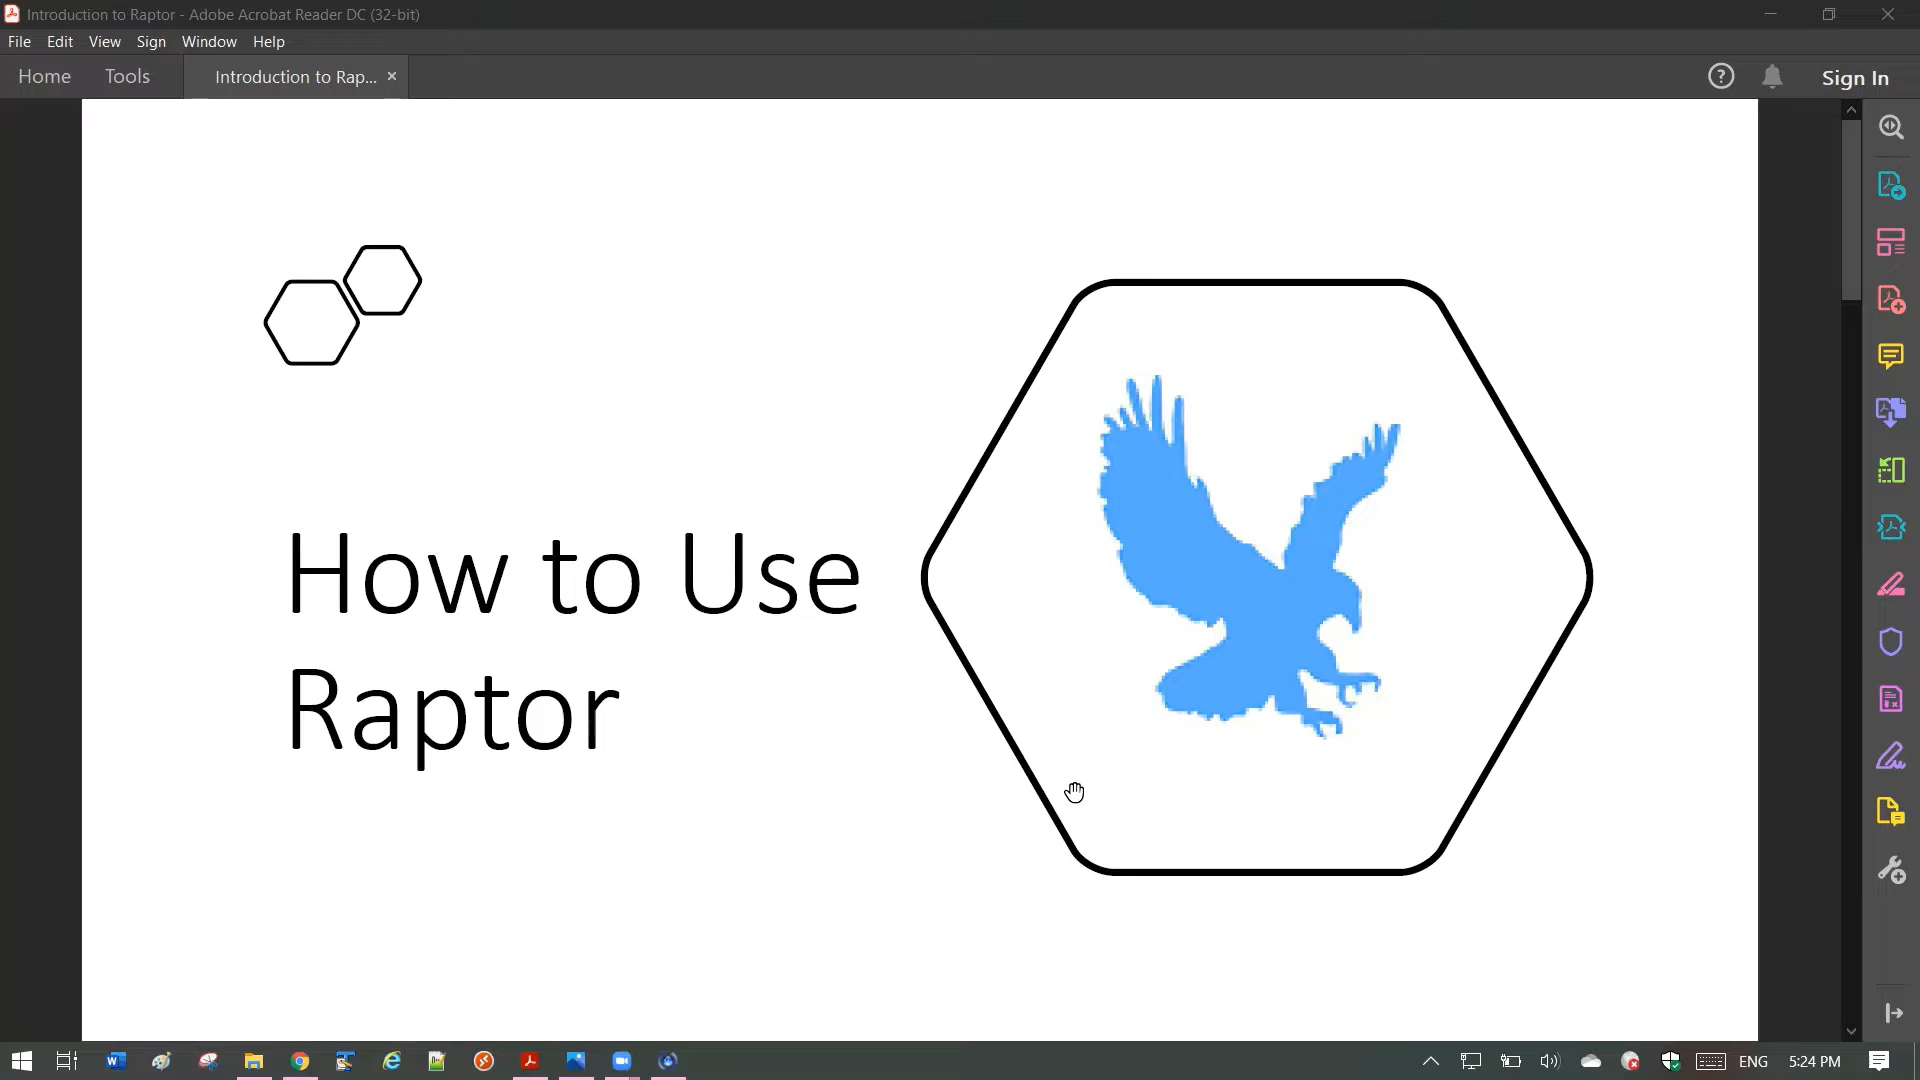 Introduction to Raptor - Adobe Acrobat Reader DC (32-bit)
File Edit View Sign Window Help
Home Tools Introduction to Rap... Sign In
How to Use
Raptor
ENG 5:24 PM